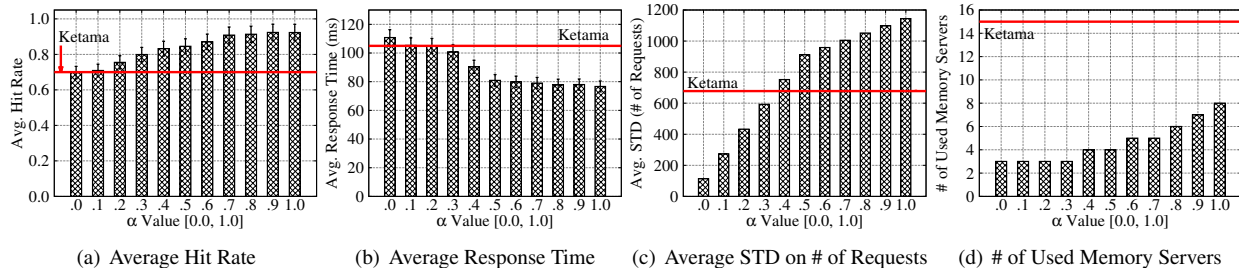 Avg. Hit Rate
1.0
0.8
0.6
0.4
0.2
0.0
Ketama
.0 .1 .2 .3 .4 .5 .6 .7 .8 .9 1.0
α Value [0.0, 1.0]
(a) Average Hit Rate
Avg. Response Time (ms)
120
100
80
60
40
20
0
Ketama
.0 .1 .2 .3 .4 .5 .6 .7 .8 .9 1.0
α Value [0.0, 1.0]
(b) Average Response Time
Avg. STD (# of Requests)
1200
1000
800
600
400
200
0
Ketama
.0 .1 .2 .3 .4 .5 .6 .7 .8 .9 1.0
α Value [0.0, 1.0]
(c) Average STD on # of Requests
# of Used Memory Servers
16
14
12
10
8
6
4
2
0
Ketama
.0 .1 .2 .3 .4 .5 .6 .7 .8 .9 1.0
α Value [0.0, 1.0]
(d) # of Used Memory Servers